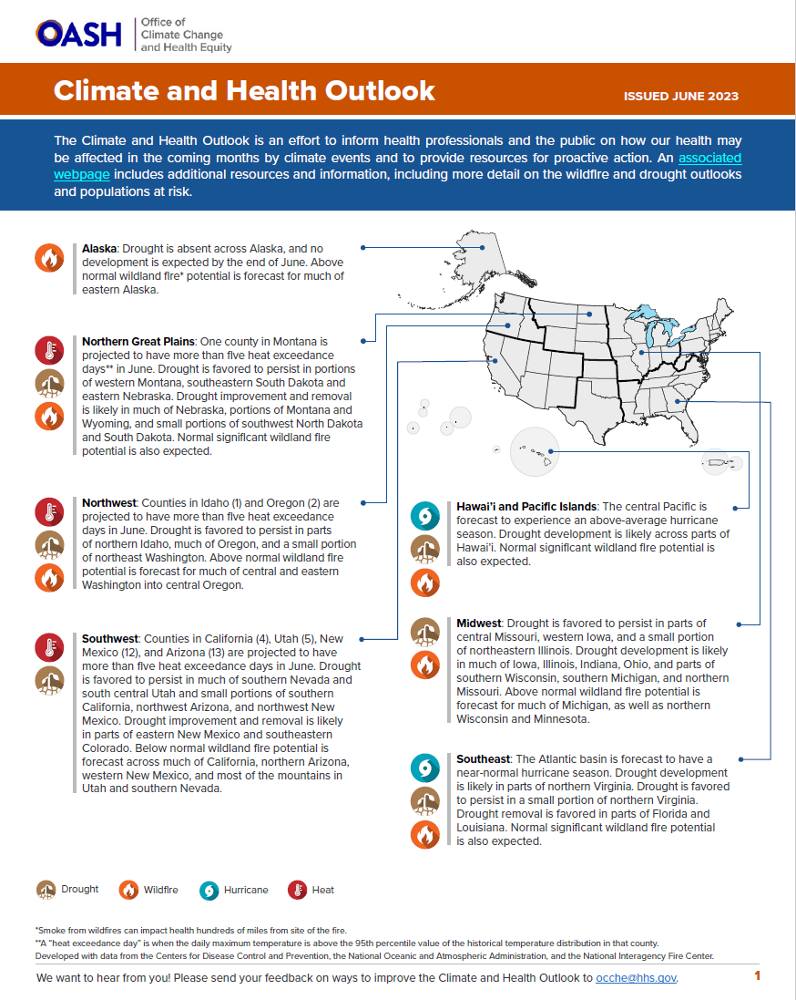 OASH
Office of
Climate Change
and Health Equity
Climate and Health Outlook
ISSUED JUNE 2023
The Climate and Health Outlook is an effort to inform health professionals and the public on how our health may
be affected in the coming months by climate events and to provide resources for proactive action. An associated
webpage includes additional resources and information, including more detail on the wildfire and drought outlooks
and populations at risk.
Alaska: Drought is absent across Alaska, and no
development is expected by the end of June. Above
normal wildland fire* potential is forecast for much of
eastern Alaska.
Northern Great Plains: One county in Montana is
projected to have more than five heat exceedance
days** in June. Drought is favored to persist in portions
of western Montana, southeastern South Dakota and
eastern Nebraska. Drought improvement and removal
is likely in much of Nebraska, portions of Montana and
Wyoming, and small portions of southwest North Dakota
and South Dakota. Normal significant wildland fire
potential is also expected.
Northwest: Counties in Idaho (1) and Oregon (2) are
projected to have more than five heat exceedance
days in June. Drought is favored to persist in parts
of northern Idaho, much of Oregon, and a small portion
of northeast Washington. Above normal wildland fire
potential is forecast for much of central and eastern
Washington into central Oregon.
Southwest: Counties in California (4), Utah (5), New
Mexico (12), and Arizona (13) are projected to have
more than five heat exceedance days in June. Drought
is favored to persist in much of southern Nevada and
south central Utah and small portions of southern
California, northwest Arizona, and northwest New
Mexico. Drought improvement and removal is likely
in parts of eastern New Mexico and southeastern
Colorado. Below normal wildland fire potential is
forecast across much of California, northern Arizona,
western New Mexico, and most of the mountains in
Utah and southern Nevada.
Hawai'i and Pacific Islands: The central Pacific is
forecast to experience an above-average hurricane
season. Drought development is likely across parts of
Hawai'i. Normal significant wildland fire potential is
also expected.
Midwest: Drought is favored to persist in parts of
central Missouri, western Iowa, and a small portion
of northeastern Illinois. Drought development is likely
in much of Iowa, Illinois, Indiana, Ohio, and parts of
southern Wisconsin, southern Michigan, and northern
Missouri. Above normal wildland fire potential is
forecast for much of Michigan, as well as northern
Wisconsin and Minnesota.
Southeast: The Atlantic basin is forecast to have a
near-normal hurricane season. Drought development
is likely in parts of northern Virginia. Drought is favored
to persist in a small portion of northern Virginia.
Drought removal is favored in parts of Florida and
Louisiana. Normal significant wildland fire potential
is also expected.
Drought
Wildfire
Hurricane
Heat
*Smoke from wildfires can impact health hundreds of miles from site of the fire.
**A “heat exceedance day” is when the daily maximum temperature is above the 95th percentile value of the historical temperature distribution in that county.
Developed with data from the Centers for Disease Control and Prevention, the National Oceanic and Atmospheric Administration, and the National Interagency Fire Center.
We want to hear from you! Please send your feedback on ways to improve the Climate and Health Outlook to ocche@hhs.gov.
1